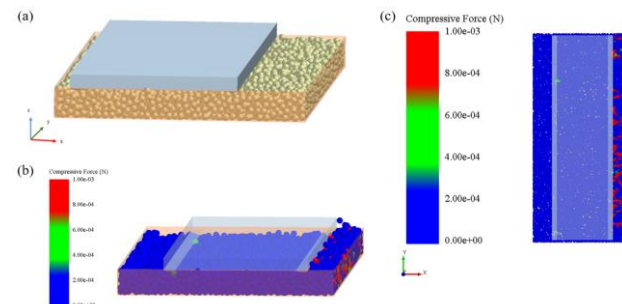 (a)
z
y
x
(b)
Compressive Force (N)
1.00e-03
8.00e-04
6.00e-04
4.00e-04
2.00e-04
(c)
Compressive Force (N)
1.00e-03
8.00e-04
6.00e-04
4.00e-04
2.00e-04
0.00e+00
Y
X